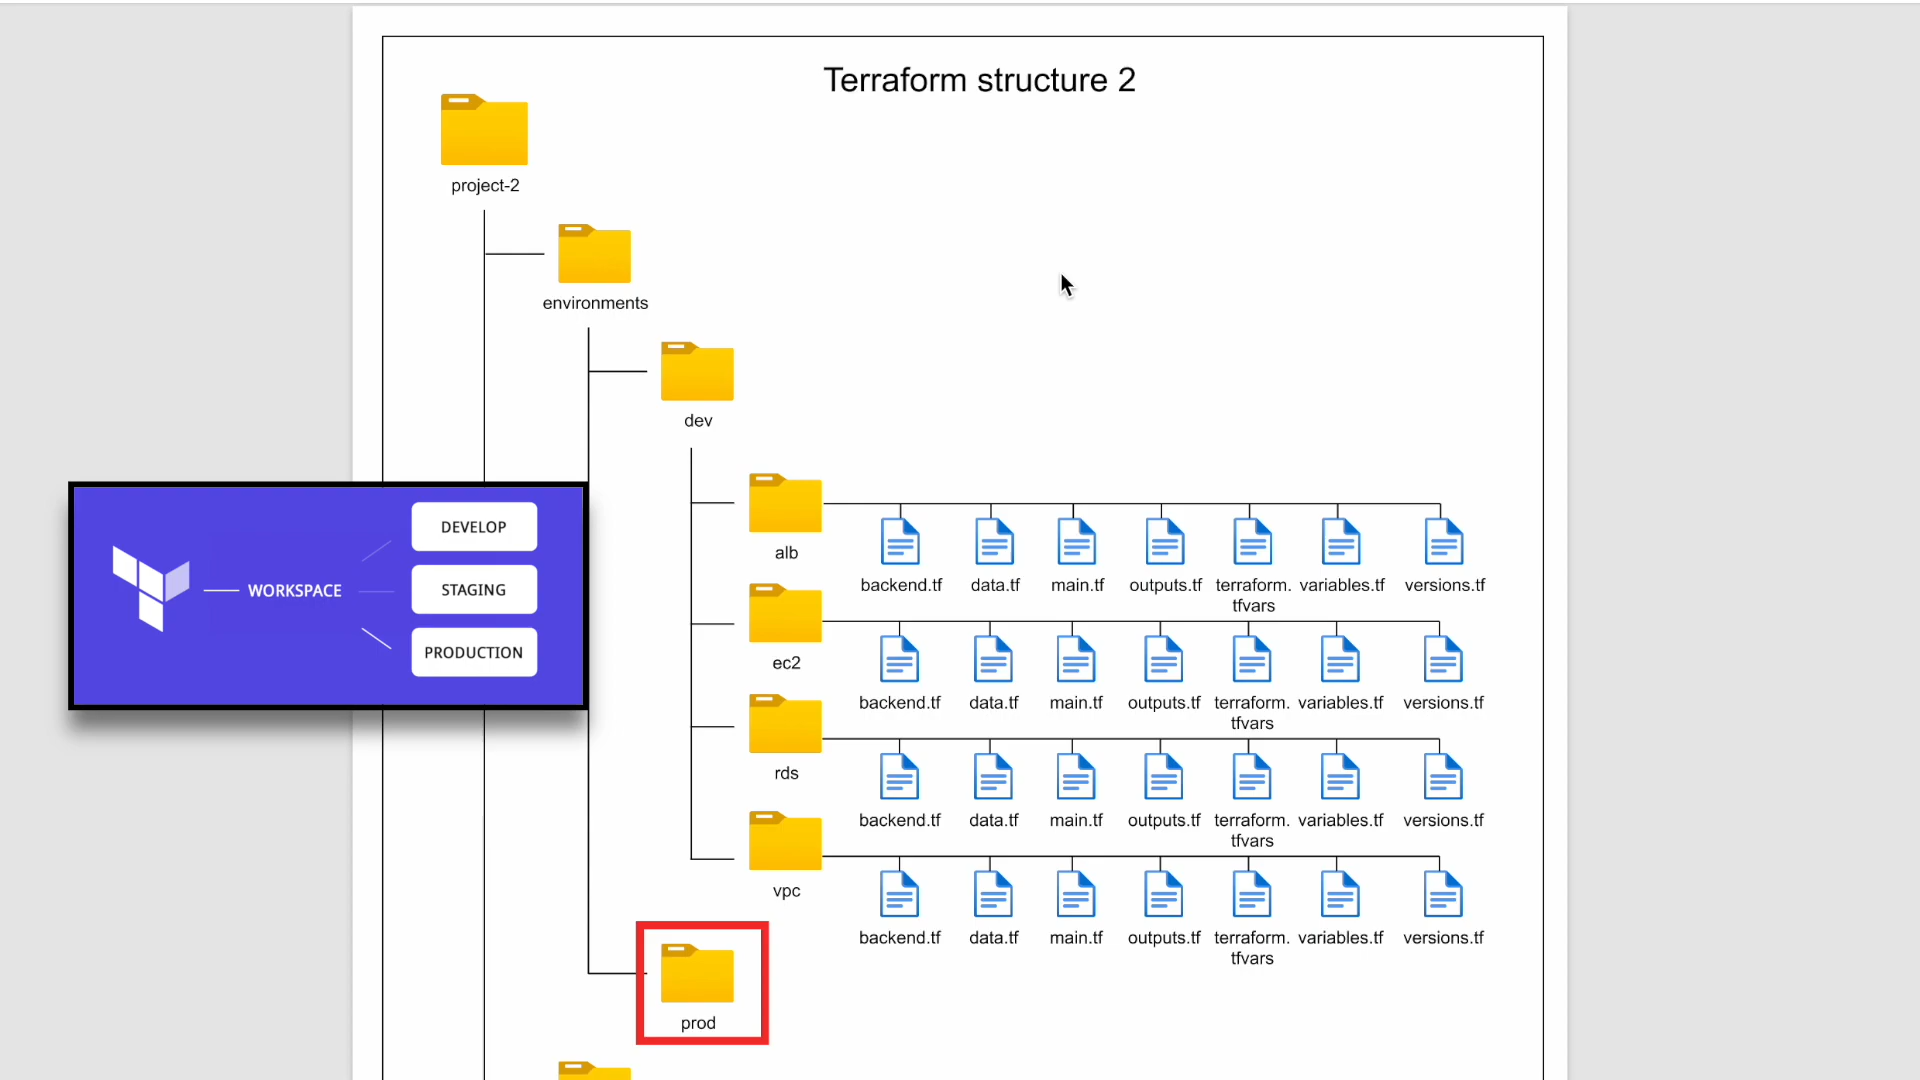 Terraform structure 2
project-2
environments
dev
DEVELOP
WORKSPACE
STAGING
PRODUCTION
alb
backend.tf data.tf main.tf outputs.tf terraform. variables.tf versions.tf
tfvars
ec2
backend.tf data.tf main.tf outputs.tf terraform. variables.tf versions.tf
tfvars
rds
backend.tf data.tf main.tf outputs.tf terraform. variables.tf versions.tf
tfvars
vpc
backend.tf data.tf main.tf outputs.tf terraform. variables.tf versions.tf
tfvars
prod